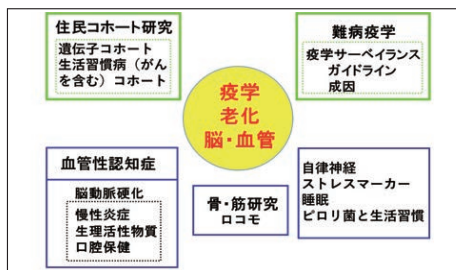 住民コホート研究
遺伝子コホート
生活習慣病（がん
を含む）コホート
難病疫学
疫学サーベイランス
ガイドライン
成因
疫学
老化
脳・血管
血管性認知症
脳動脈硬化
慢性炎症
生理活性物質
口腔保健
骨・筋研究
ロコモ
自律神経
ストレスマーカー
睡眠
ピロリ菌と生活習慣